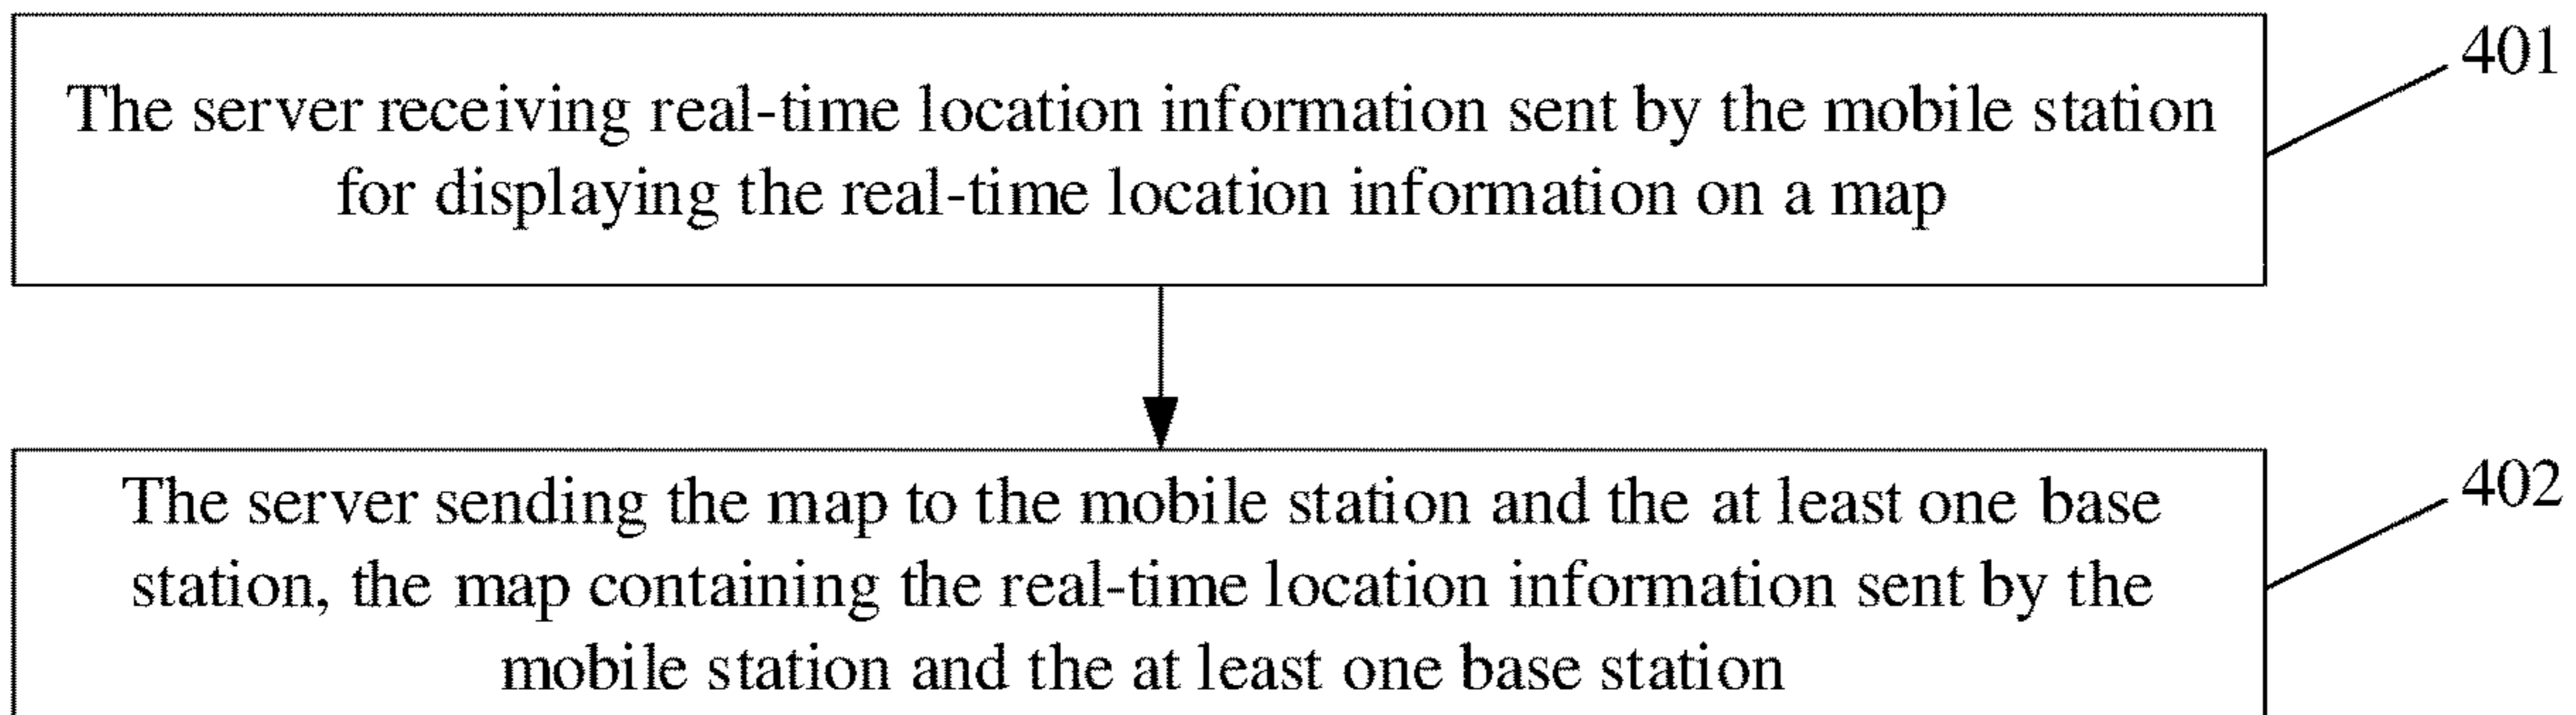 The server receiving real-time location information sent by the mobile station
for displaying the real-time location information on a map
401
The server sending the map to the mobile station and the at least one base
station, the map containing the real-time location information sent by the
mobile station and the at least one base station
402